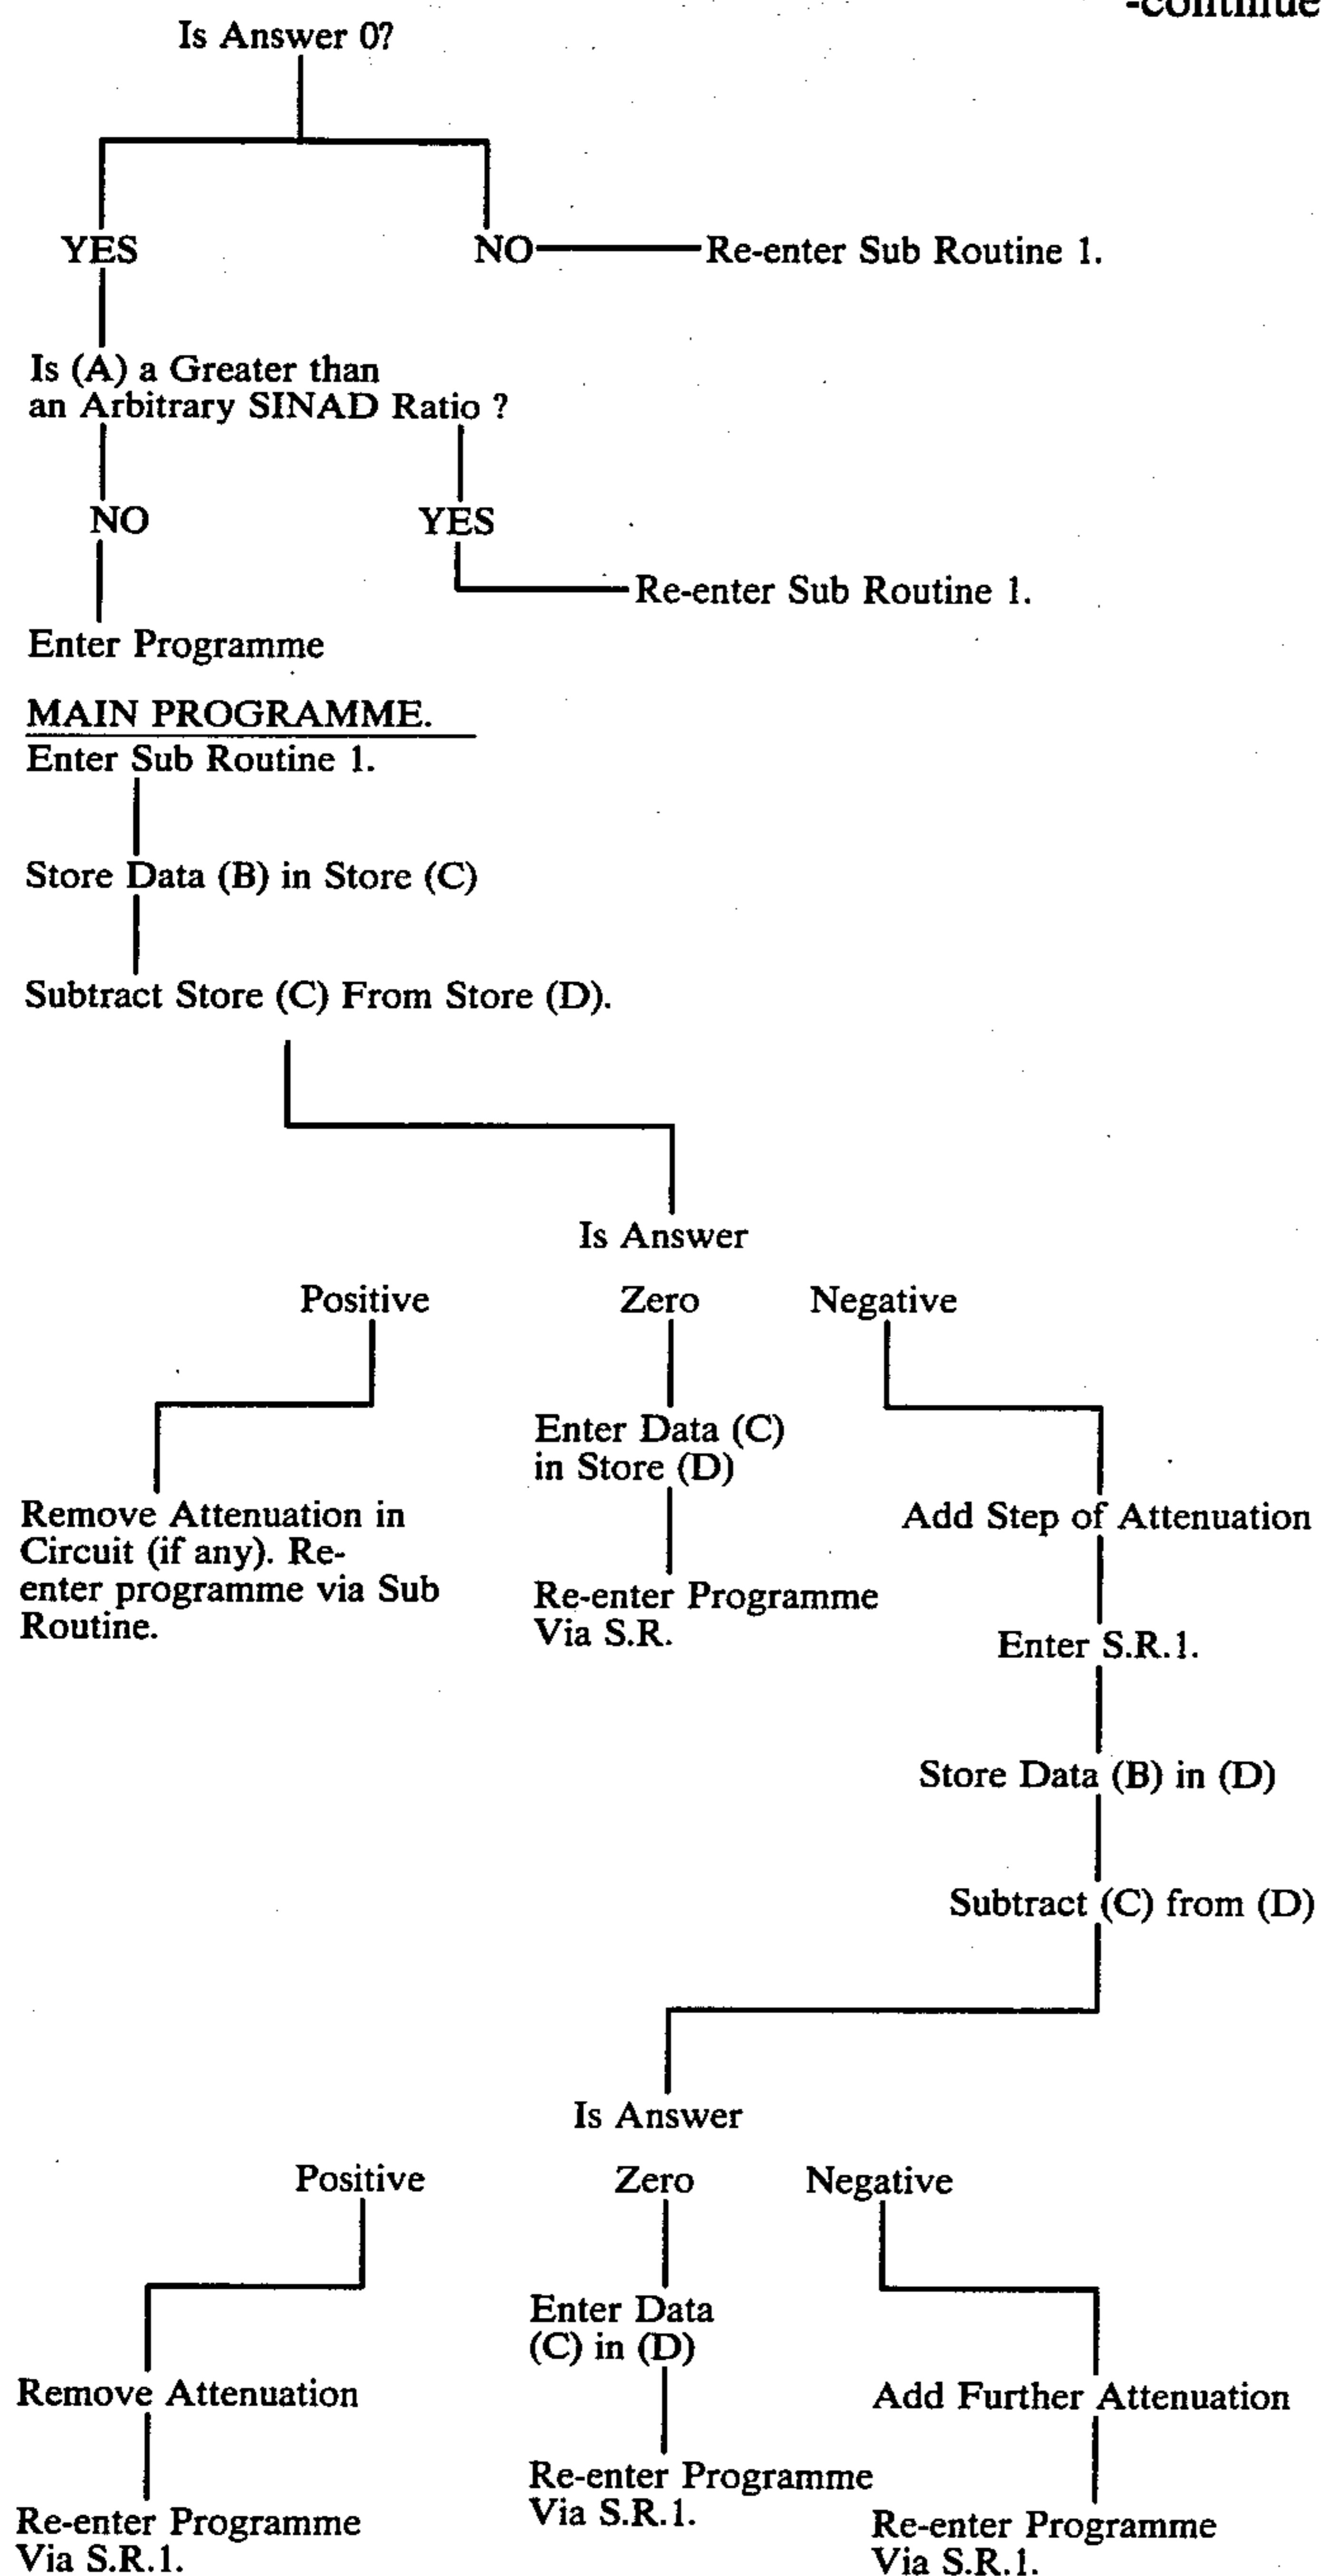 -continue
Is Answer 0?
YES
NO
Re-enter Sub Routine 1.
Is (A) a Greater than
an Arbitrary SINAD Ratio ?
NO
YES
Re-enter Sub Routine 1.
Enter Programme
MAIN PROGRAMME.
Enter Sub Routine 1.
Store Data (B) in Store (C)
Subtract Store (C) From Store (D).
Is Answer
Positive
Zero
Negative
Remove Attenuation in
Circuit (if any). Re-
enter programme via Sub
Routine.
Enter Data (C)
in Store (D)
Re-enter Programme
Via S.R.
Add Step of Attenuation
Enter S.R.1.
Store Data (B) in (D)
Subtract (C) from (D)
Is Answer
Positive
Zero
Negative
Remove Attenuation
Re-enter Programme
Via S.R.1.
Enter Data
(C) in (D)
Re-enter Programme
Via S.R.1.
Add Further Attenuation
Re-enter Programme
Via S.R.1.